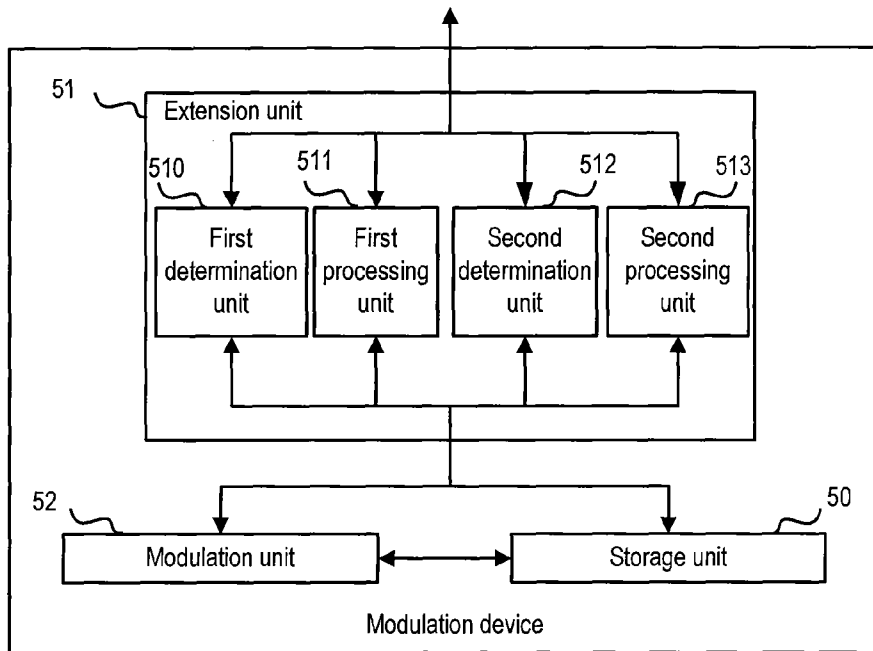 51
Extension unit
510
511
512
513
First
determination
unit
First
processing
unit
Second
determination
unit
Second
processing
unit
52
50
Modulation unit
Storage unit
Modulation device